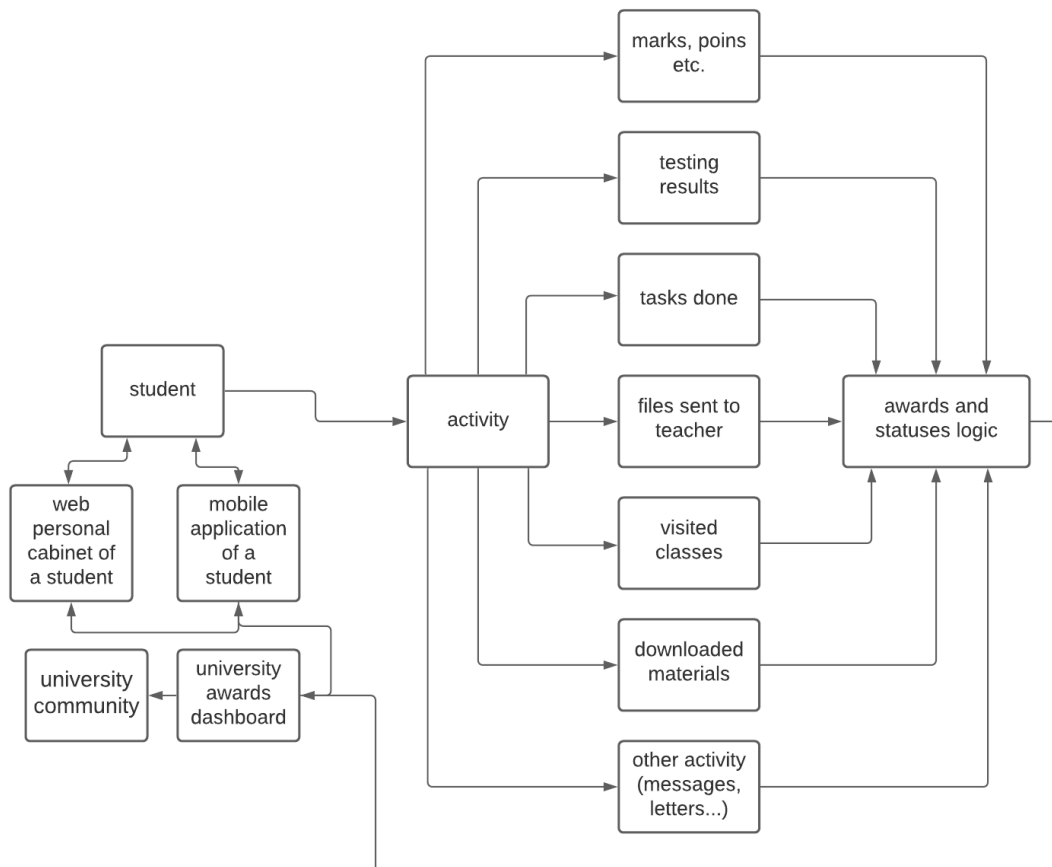 marks, poins
etc.
testing
results
tasks done
student
activity
files sent to
teacher
awards and
statuses logic
web
personal
cabinet of
a student
mobile
application
of a
student
visited
classes
university
community
university
awards
dashboard
downloaded
materials
other activity
(messages,
letters...)